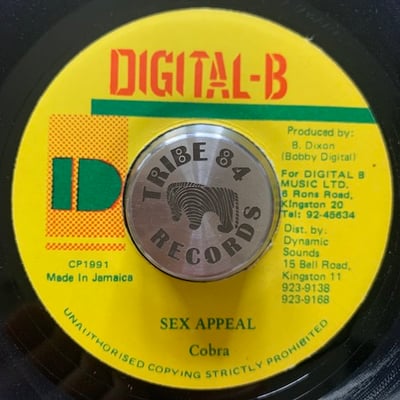 DIGITAL-B
D
TRIBE 84
RECORDS
Produced by:
B. Dixon
(Bobby Digital)
For DIGITAL B
MUSIC LTD.
6 Rons Road,
Kingston 20
Tel: 92-45634
Dist. by:
Dynamic
Sounds
15 Bell Road,
Kingston 11
923-9138
923-9168
CP1991
Made in Jamaica
SEX APPEAL
Cobra
UNAUTHORISED COPYING STRICTLY PROHIBITED